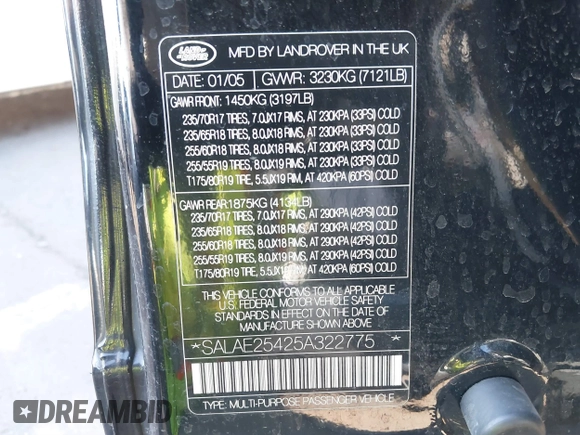 LAND ROVER
MFD BY LANDROVER IN THE UK
DATE: 01/05 GVWR: 3230KG (7121LB)
GAWR FRONT: 1450KG (3197LB)
235/70R17 TIRES, 7.0JX17 RIMS, AT 230KPA (33PSI) COLD
235/65R18 TIRES, 8.0JX18 RIMS, AT 230KPA (33PSI) COLD
255/60R18 TIRES, 8.0JX18 RIMS, AT 230KPA (33PSI) COLD
255/55R19 TIRES, 8.0JX19 RIMS, AT 230KPA (33PSI) COLD
T175/80R19 TIRE, 5.5JX19 RIM, AT 420KPA (60PSI) COLD
GAWR REAR: 1875KG (4134LB)
235/70R17 TIRES, 7.0JX17 RIMS, AT 290KPA (42PSI) COLD
235/65R18 TIRES, 8.0JX18 RIMS, AT 290KPA (42PSI) COLD
255/60R18 TIRES, 8.0JX18 RIMS, AT 290KPA (42PSI) COLD
255/55R19 TIRES, 8.0JX19 RIMS, AT 290KPA (42PSI) COLD
T175/80R19 TIRE, 5.5JX19 RIM, AT 420KPA (60PSI) COLD
THIS VEHICLE CONFORMS TO ALL APPLICABLE
U.S. FEDERAL MOTOR VEHICLE SAFETY
STANDARDS IN EFFECT ON THE DATE OF
MANUFACTURE SHOWN ABOVE.
*SALAE25425A322775*
TYPE: MULTI-PURPOSE PASSENGER VEHICLE
DREAMBID